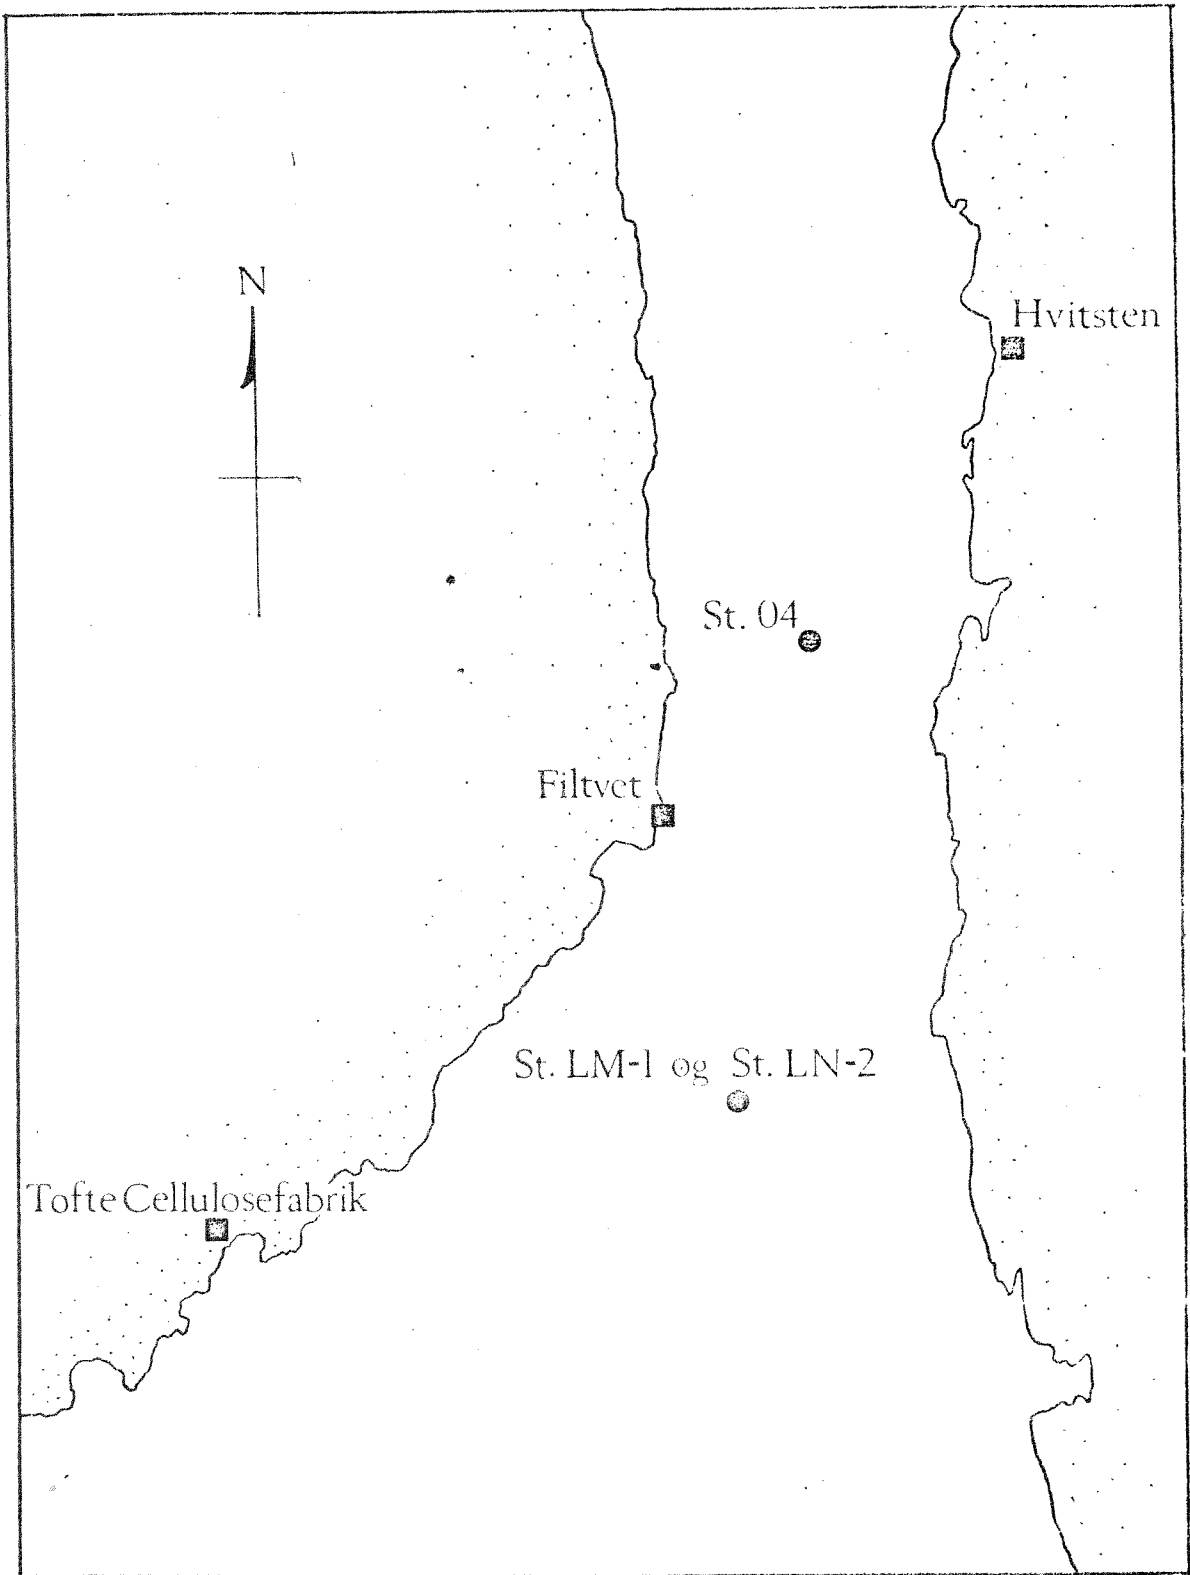 N
Hvitsten
St. 04
Filtvet
St. LM-1 og St. LN-2
Tofte Cellulosefabrik